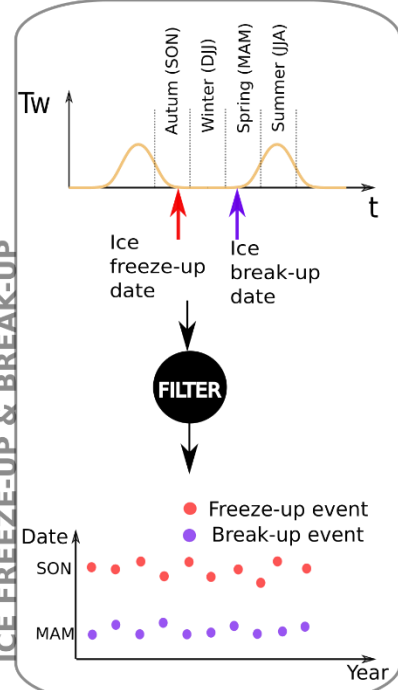 Autum (SON)
Winter (DJJ)
Spring (MAM)
Summer (JJA)
Tw
t
Ice
freeze-up
date
Ice
break-up
date
FILTER
Freeze-up event
Break-up event
Date
SON
MAM
Year
ICE FREEZE-UP & BREAK-UP